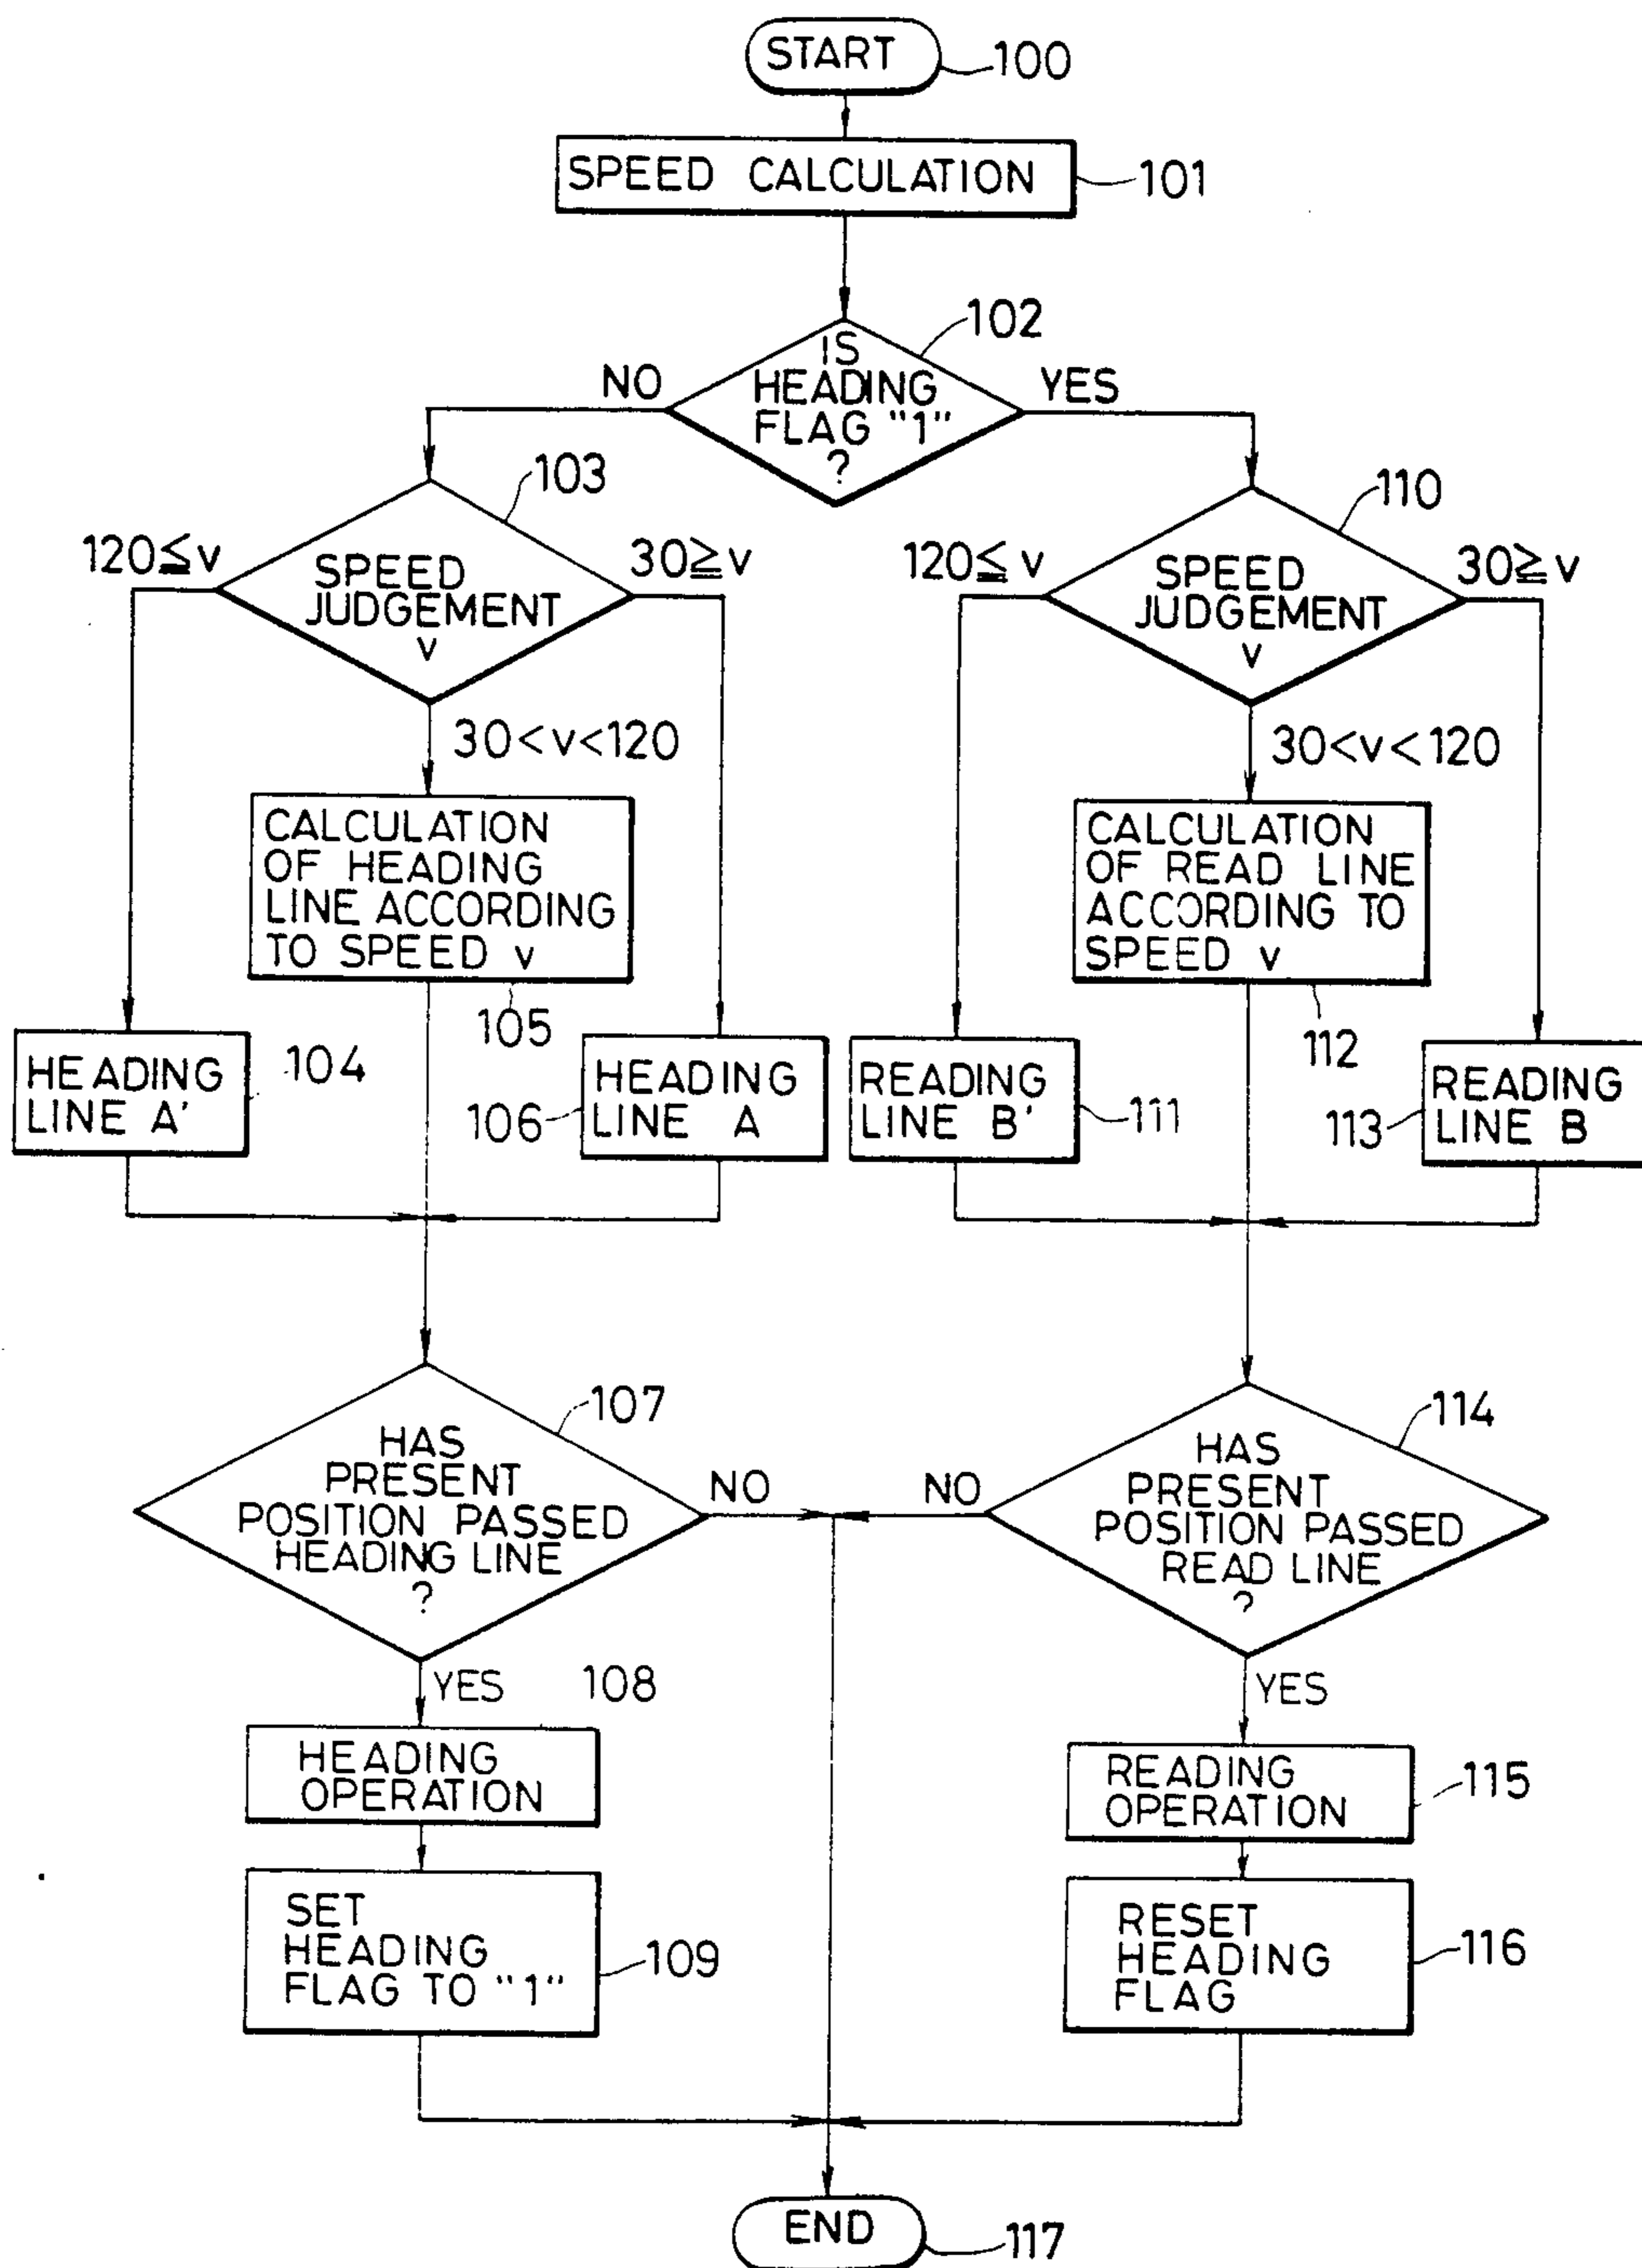 START
100
SPEED CALCULATION
101
IS
HEADING
FLAG "1"
?
102
NO
YES
103
SPEED
JUDGEMENT
v
120≦v
30≧v
30<v<120
110
SPEED
JUDGEMENT
v
120≦v
30≧v
30<v<120
CALCULATION
OF HEADING
LINE ACCORDING
TO SPEED v
105
CALCULATION
OF READ LINE
ACCORDING TO
SPEED v
112
HEADING
LINE A'
104
106
HEADING
LINE A
READING
LINE B'
111
113
READING
LINE B
107
HAS
PRESENT
POSITION PASSED
HEADING LINE
?
NO
NO
114
HAS
PRESENT
POSITION PASSED
READ LINE
?
YES
108
YES
HEADING
OPERATION
READING
OPERATION
115
SET
HEADING
FLAG TO "1"
109
RESET
HEADING
FLAG
116
END
117